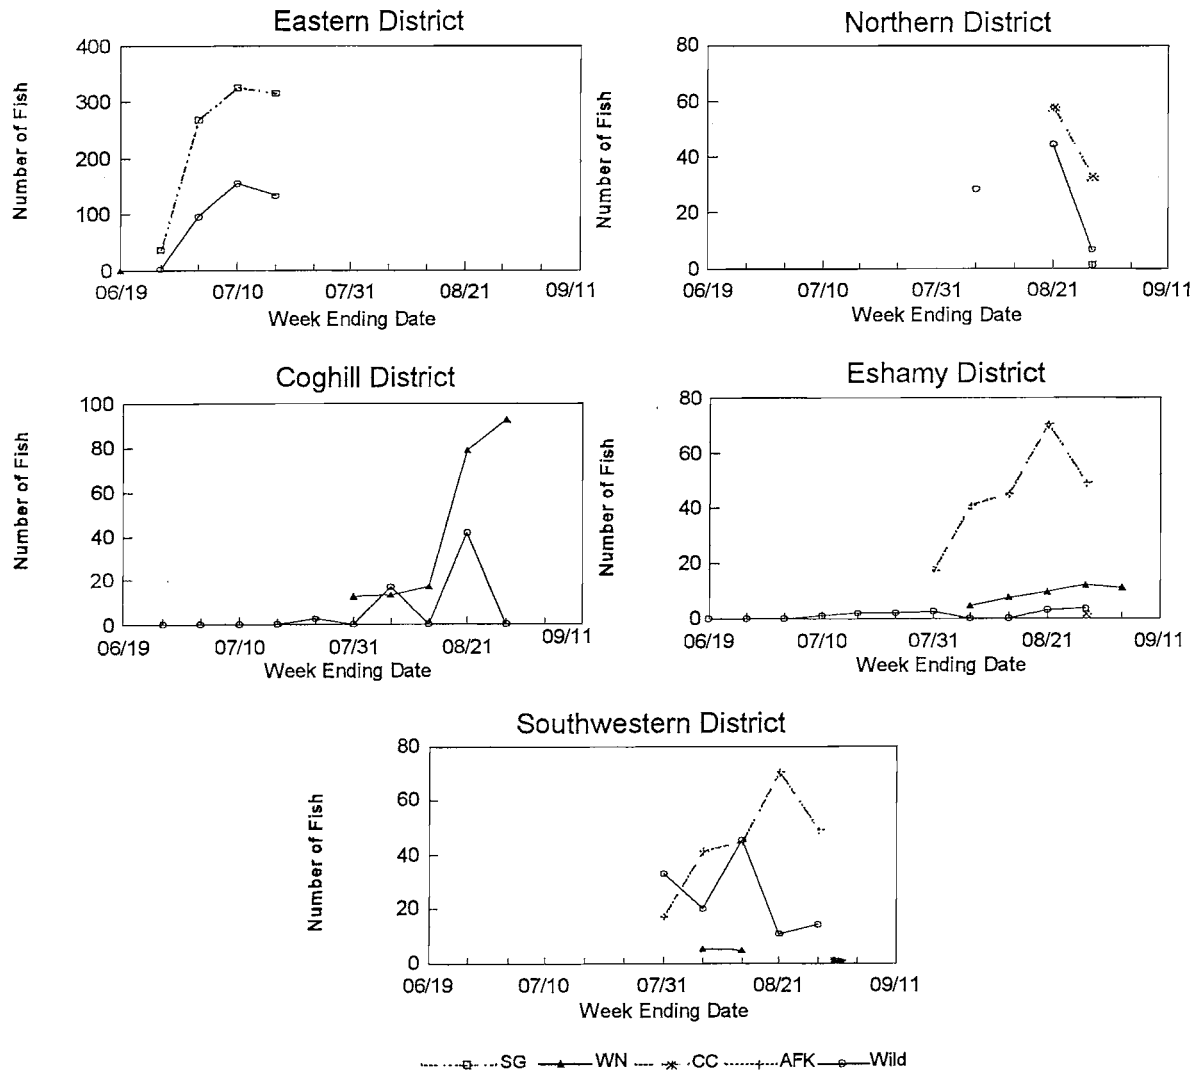 Eastern District
Number of Fish
400
300
200
100
0
06/19 07/10 07/31 08/21 09/11
Week Ending Date
Northern District
Number of Fish
80
60
40
20
0
06/19 07/10 07/31 08/21 09/11
Week Ending Date
Coghill District
Number of Fish
100
80
60
40
20
0
06/19 07/10 07/31 08/21 09/11
Week Ending Date
Eshamy District
Number of Fish
80
60
40
20
0
06/19 07/10 07/31 08/21 09/11
Week Ending Date
Southwestern District
Number of Fish
80
60
40
20
0
06/19 07/10 07/31 08/21 09/11
Week Ending Date
SG WN CC AFK Wild